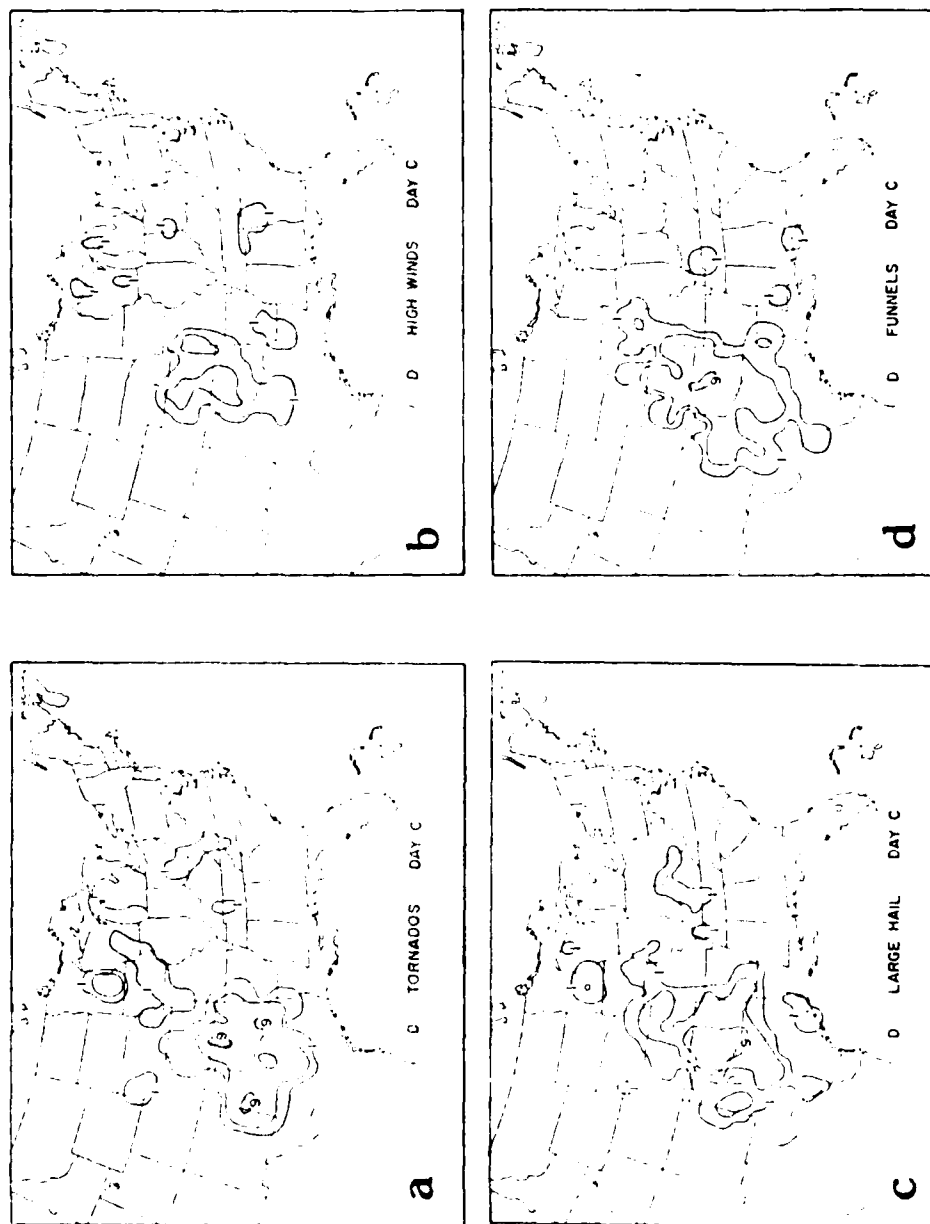 a
D TORNADOS DAY C
b
D HIGH WINDS DAY C
c
D LARGE HAIL DAY C
d
D FUNNELS DAY C